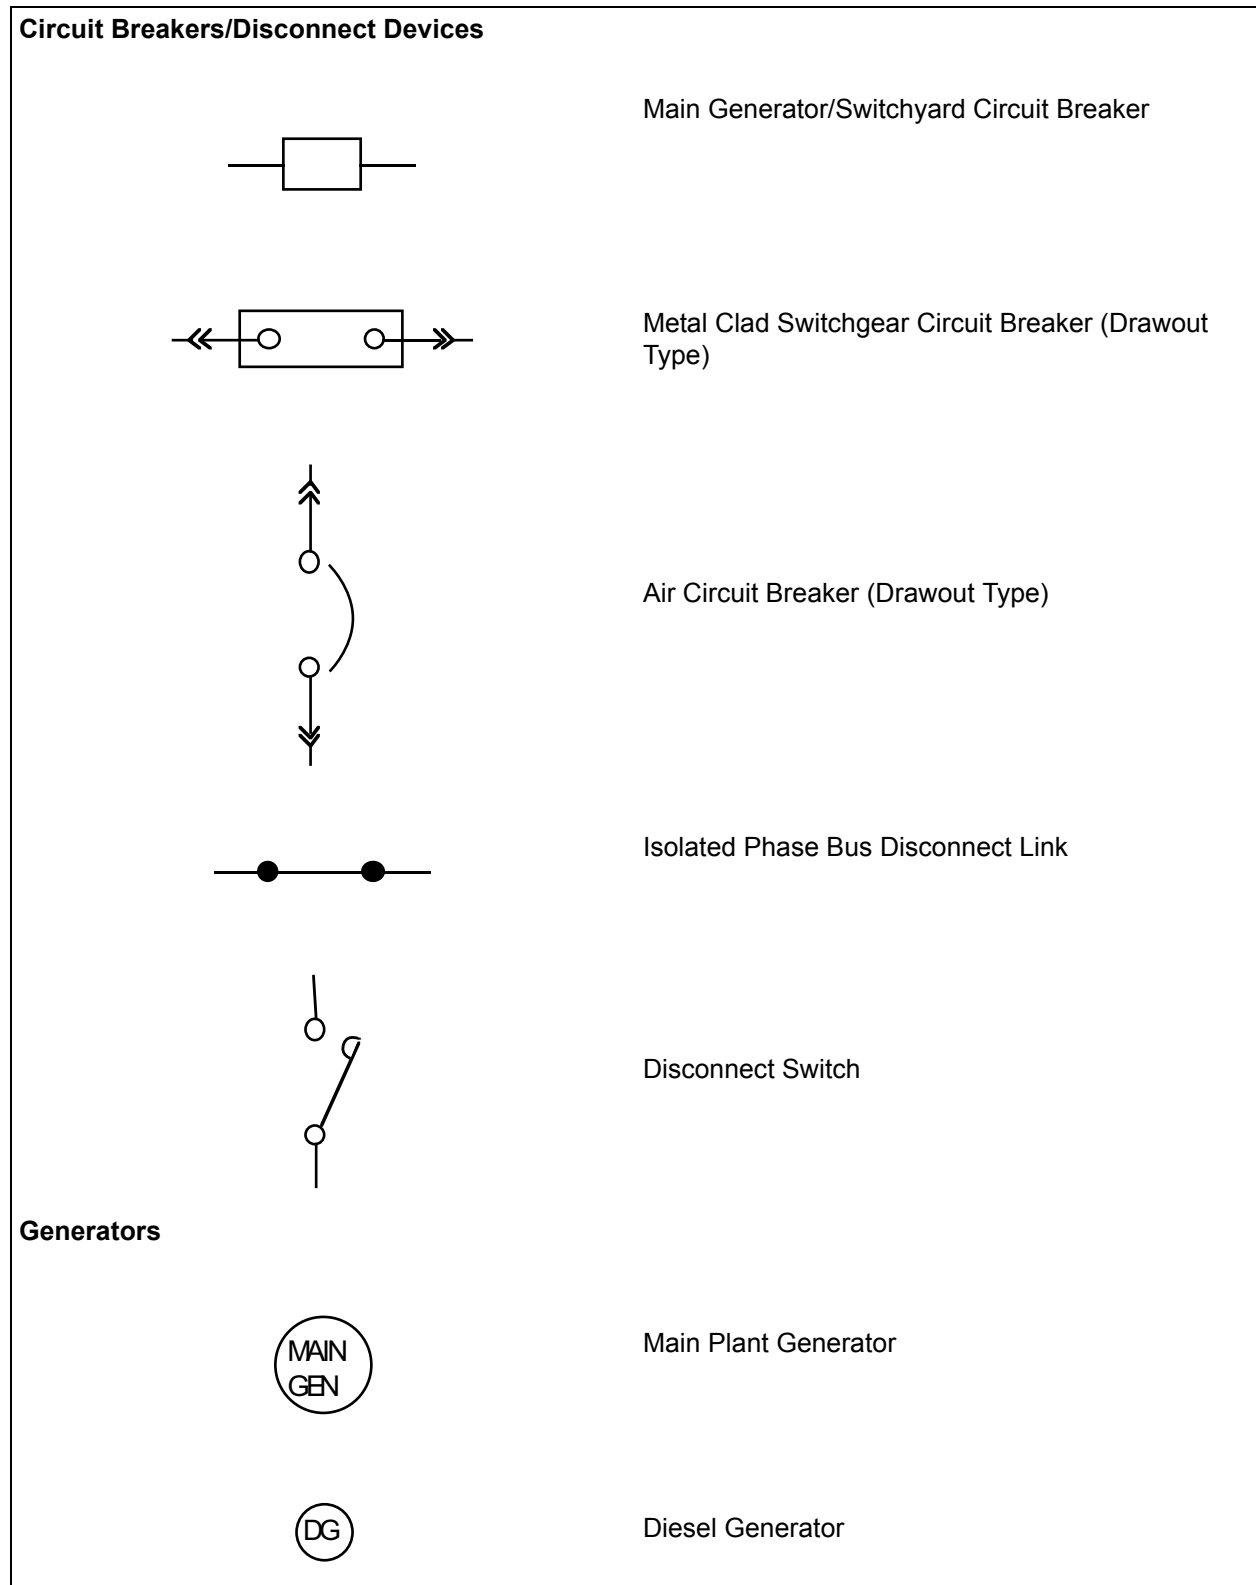 Circuit Breakers/Disconnect Devices
Main Generator/Switchyard Circuit Breaker
Metal Clad Switchgear Circuit Breaker (Drawout
Type)
Air Circuit Breaker (Drawout Type)
Isolated Phase Bus Disconnect Link
Disconnect Switch
Generators
MAIN
GEN
Main Plant Generator
DG
Diesel Generator